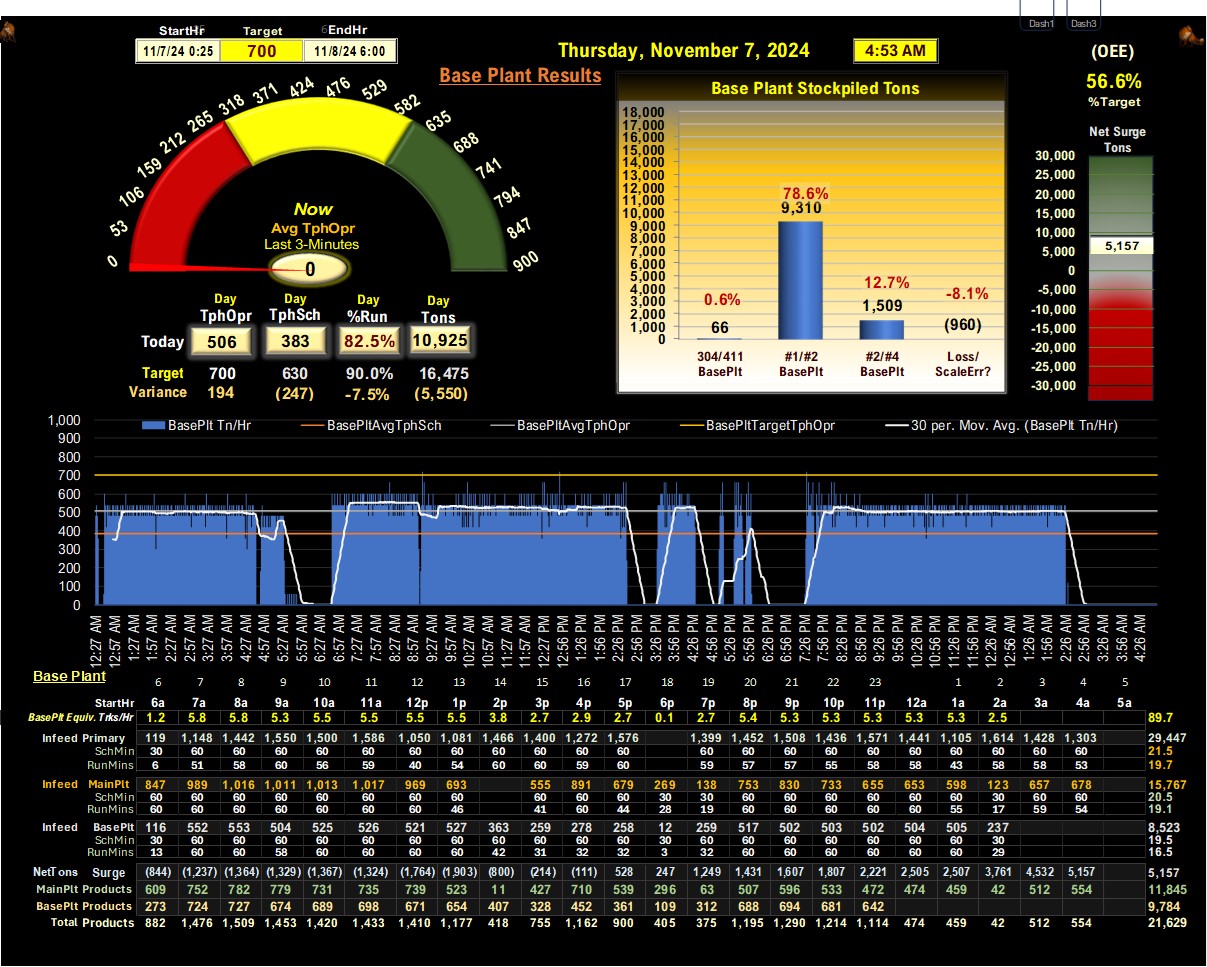 Dash1 Dash3
StartHr Target EndHr
11/7/24 0:25 700 11/8/24 6:00
Thursday, November 7, 2024 4:53 AM
(OEE)
56.6%
%Target
Base Plant Results
Base Plant Stockpiled Tons
18,000
17,000
16,000
15,000
14,000
13,000
12,000
11,000
10,000
9,000
8,000
7,000
6,000
5,000
4,000
3,000
2,000
1,000
0
0.6% 78.6% 12.7% -8.1%
66 9,310 1,509 (960)
304/411 #1/#2 #2/#4 Loss/
BasePlt BasePlt BasePlt ScaleErr?
Net Surge
Tons
30,000
25,000
20,000
15,000
10,000
5,157
5,000
0
-5,000
-10,000
-15,000
-20,000
-25,000
-30,000
0 53 106 159 212 265 318 371 424 476 529 582 635 688 741 794 847 900
Now
Avg TphOpr
Last 3-Minutes
0
Day Day Day Day
TphOpr TphSch %Run Tons
Today 506 383 82.5% 10,925
Target 700 630 90.0% 16,475
Variance 194 (247) -7.5% (5,550)
BasePlt Tn/Hr BasePltAvgTphSch BasePltAvgTphOpr BasePltTargetTphOpr 30 per. Mov. Avg. (BasePlt Tn/Hr)
1,000
900
800
700
600
500
400
300
200
100
0
12:27 AM 12:57 AM 1:27 AM 1:57 AM 2:27 AM 2:57 AM 3:27 AM 3:57 AM 4:27 AM 4:57 AM 5:27 AM 5:57 AM 6:27 AM 6:57 AM 7:27 AM 7:57 AM 8:27 AM 8:57 AM 9:27 AM 9:57 AM 10:27 AM 10:57 AM 11:27 AM 11:57 AM 12:27 PM 12:56 PM 1:26 PM 1:56 PM 2:26 PM 2:56 PM 3:26 PM 3:56 PM 4:26 PM 4:56 PM 5:26 PM 5:56 PM 6:26 PM 6:56 PM 7:26 PM 7:56 PM 8:26 PM 8:56 PM 9:26 PM 9:56 PM 10:26 PM 10:56 PM 11:26 PM 11:56 PM 12:26 AM 12:56 AM 1:26 AM 1:56 AM 2:26 AM 2:56 AM 3:26 AM 3:56 AM 4:26 AM
Base Plant
6 7 8 9 10 11 12 13 14 15 16 17 18 19 20 21 22 23 1 2 3 4 5
StartHr 6a 7a 8a 9a 10a 11a 12p 1p 2p 3p 4p 5p 6p 7p 8p 9p 10p 11p 12a 1a 2a 3a 4a 5a
BasePlt Equiv. Trks/Hr 1.2 5.8 5.8 5.3 5.5 5.5 5.5 5.5 3.8 2.7 2.9 2.7 0.1 2.7 5.4 5.3 5.3 5.3 5.3 5.3 2.5 89.7
Infeed Primary 119 1,148 1,442 1,550 1,500 1,586 1,050 1,081 1,466 1,400 1,272 1,576 1,399 1,452 1,508 1,436 1,571 1,441 1,105 1,614 1,428 1,303 29,447
SchMin 30 60 60 60 60 60 60 60 60 60 60 60 60 60 60 60 60 60 60 60 60 60 21.5
RunMins 6 51 58 60 56 59 40 54 60 60 59 60 59 57 57 55 58 58 43 58 58 53 19.7
Infeed MainPlt 847 989 1,016 1,011 1,013 1,017 969 693 555 891 679 269 138 753 830 733 655 653 598 123 657 678 15,767
SchMin 60 60 60 60 60 60 60 60 60 60 60 30 30 60 60 60 60 60 60 30 60 60 20.5
RunMins 60 60 60 60 60 60 60 46 41 60 44 28 19 60 60 60 60 60 55 17 59 54 19.1
Infeed BasePlt 116 552 553 504 525 526 521 527 363 259 278 258 12 259 517 502 503 502 504 505 237 8,523
SchMin 30 60 60 60 60 60 60 60 60 60 60 60 30 60 60 60 60 60 60 60 30 19.5
RunMins 13 60 60 58 60 60 60 60 42 31 32 32 3 32 60 60 60 60 60 60 29 16.5
NetTons Surge (844) (1,237) (1,364) (1,329) (1,367) (1,324) (1,764) (1,903) (800) (214) (111) 528 247 1,249 1,431 1,607 1,807 2,221 2,505 2,507 3,761 4,532 5,157 5,157
MainPlt Products 609 752 782 779 731 735 739 523 11 427 710 539 296 63 507 596 533 472 474 459 42 512 554 11,845
BasePlt Products 273 724 727 674 689 698 671 654 407 328 452 361 109 312 688 694 681 642 9,784
Total Products 882 1,476 1,509 1,453 1,420 1,433 1,410 1,177 418 755 1,162 900 405 375 1,195 1,290 1,214 1,114 474 459 42 512 554 21,629